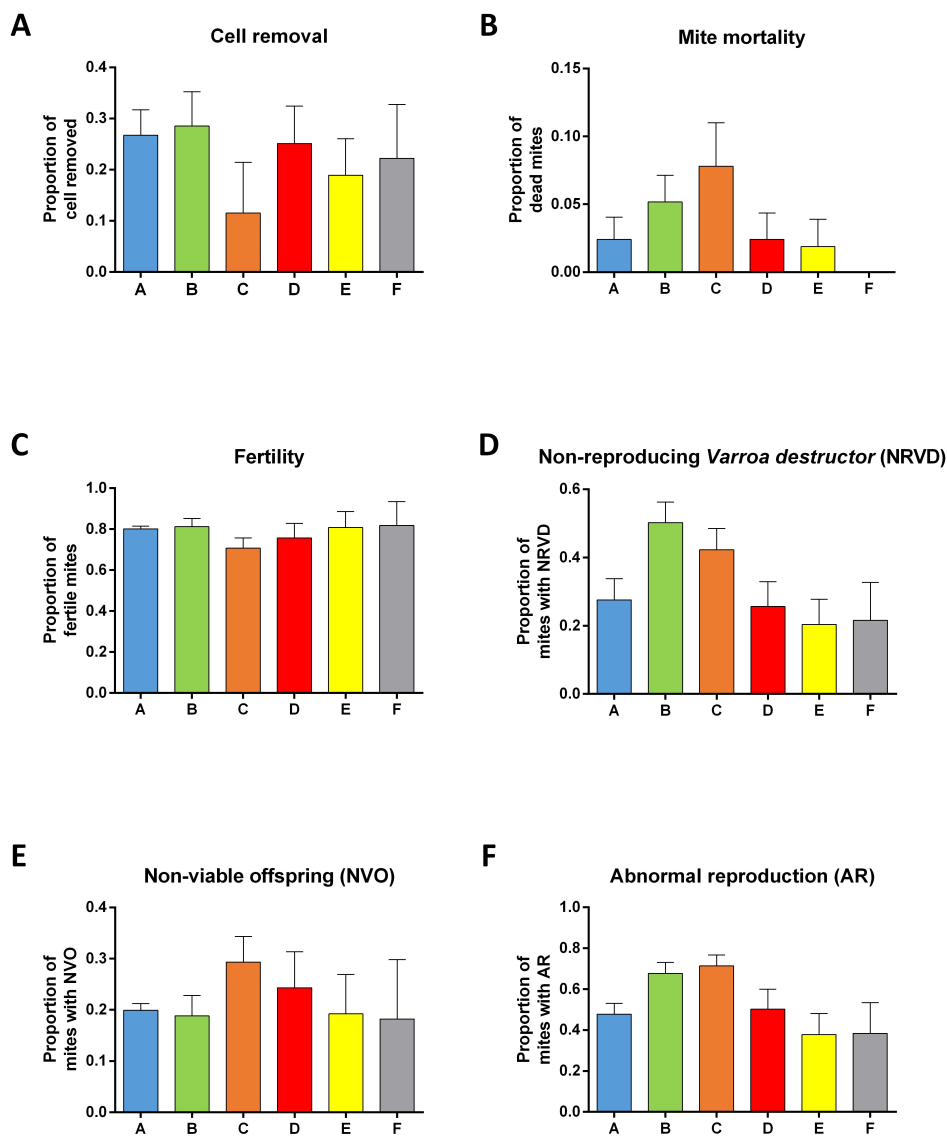 A
Cell removal
Proportion of
cell removed
0.4
0.3
0.2
0.1
0.0
A B C D E F
B
Mite mortality
Proportion of
dead mites
0.15
0.10
0.05
0.00
A B C D E F
C
Fertility
Proportion of
fertile mites
1.0
0.8
0.6
0.4
0.2
0.0
A B C D E F
D
Non-reproducing Varroa destructor (NRVD)
Proportion of
mites with NRVD
0.6
0.4
0.2
0.0
A B C D E F
E
Non-viable offspring (NVO)
Proportion of
mites with NVO
0.4
0.3
0.2
0.1
0.0
A B C D E F
F
Abnormal reproduction (AR)
Proportion of
mites with AR
1.0
0.8
0.6
0.4
0.2
0.0
A B C D E F